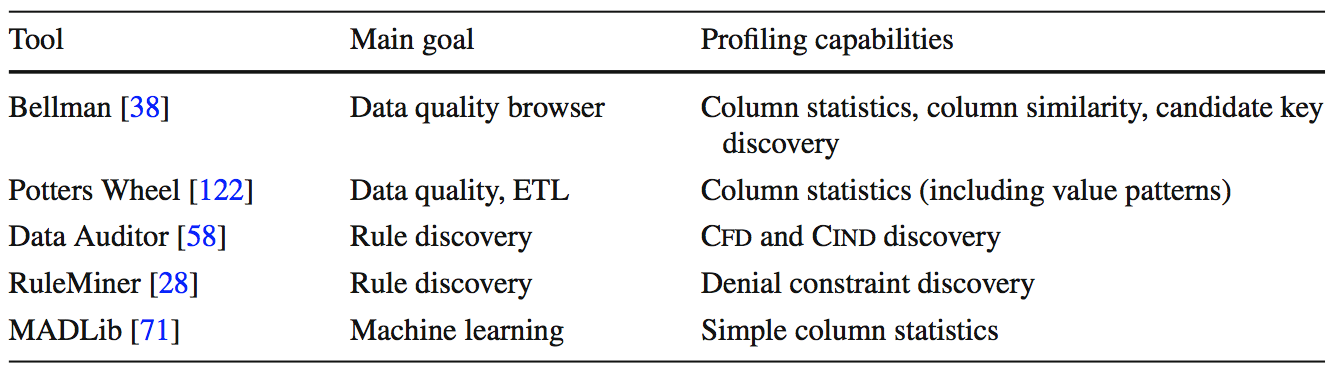 Tool Main goal Profiling capabilities
Bellman [38] Data quality browser Column statistics, column similarity, candidate key
discovery
Potters Wheel [122] Data quality, ETL Column statistics (including value patterns)
Data Auditor [58] Rule discovery CFD and CIND discovery
RuleMiner [28] Rule discovery Denial constraint discovery
MADLib [71] Machine learning Simple column statistics